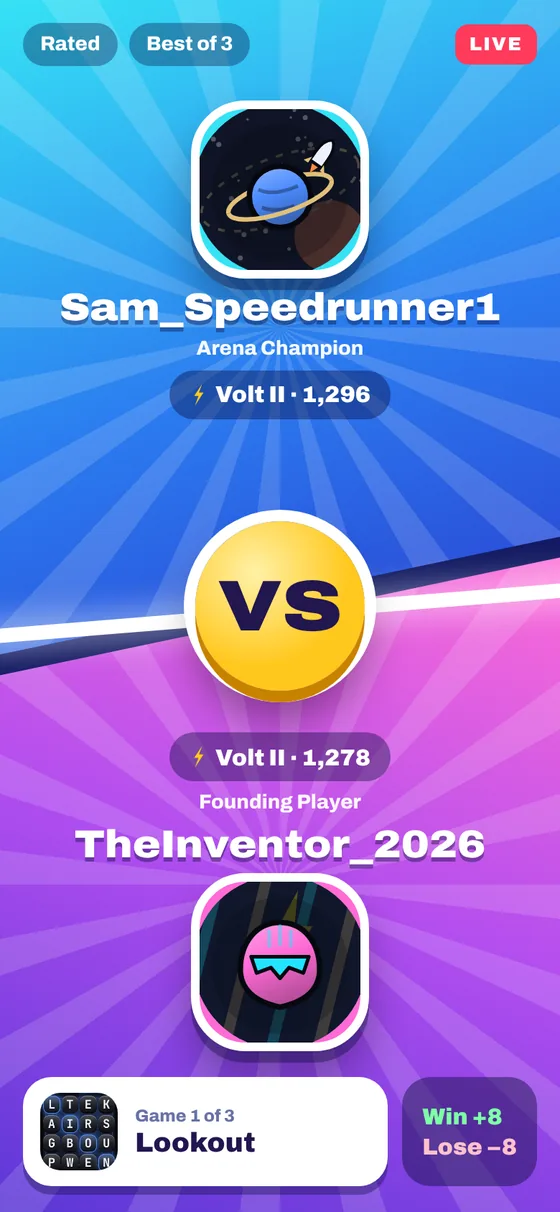 Rated
Best of 3
LIVE
Sam_Speedrunner1
Arena Champion
Volt II · 1,296
VS
Volt II · 1,278
Founding Player
TheInventor_2026
L T E K
A I R S
G B O U
P W E N
Game 1 of 3
Lookout
Win +8
Lose −8